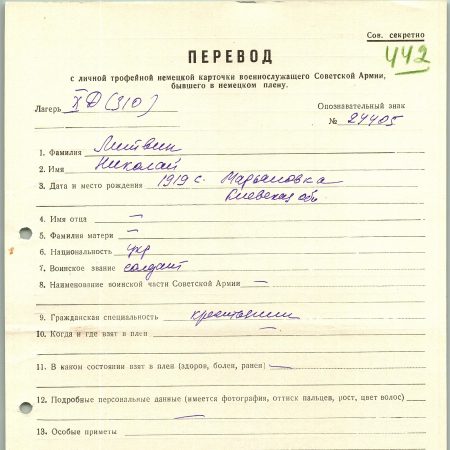 Сов. секретно
442
ПЕРЕВОД
с личной трофейной немецкой карточки военнослужащего Советской Армии,
бывшего в немецком плену.
Лагерь XД (310)
Опознавательный знак
№ 24405
1. Фамилия Литвин
2. Имя Николай
3. Дата и место рождения 1919 г. Марьяновка
Киевская обл
4. Имя отца —
5. Фамилия матери —
6. Национальность укр
7. Воинское звание солдат
8. Наименование воинской части Советской Армии —
9. Гражданская специальность крестьянин
10. Когда и где взят в плен —
11. В каком состоянии взят в плен (здоров, болен, ранен) —
12. Подробные персональные данные (имеется фотография, оттиск пальцев, рост, цвет волос)
—
13. Особые приметы